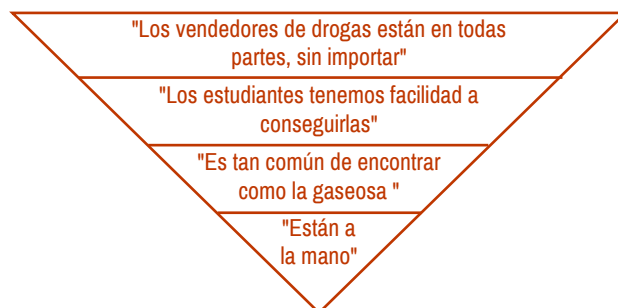 "Los vendedores de drogas están en todas
partes, sin importar"
"Los estudiantes tenemos facilidad a
conseguirlas"
"Es tan común de encontrar
como la gaseosa "
"Están a
la mano"